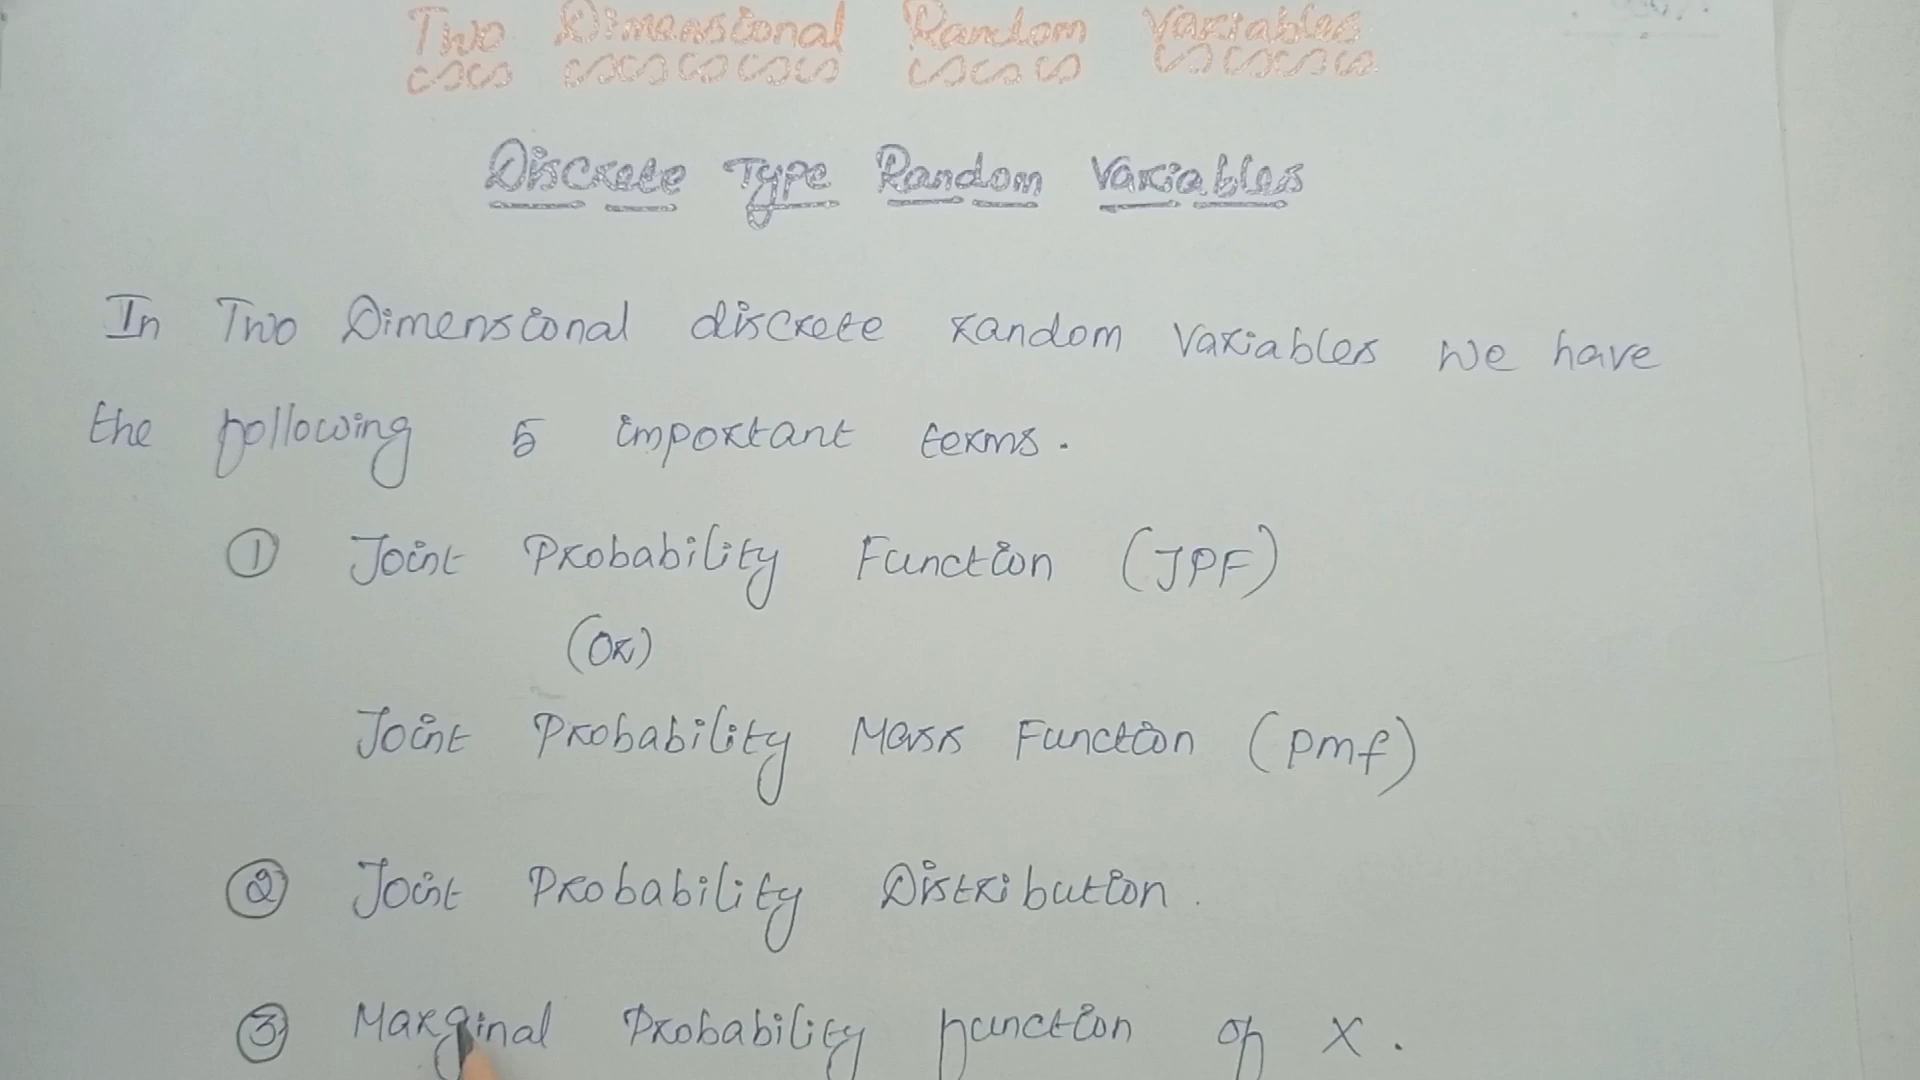 Two Dimensional Random Variables
Discrete Type Random Variables
In Two Dimensional discrete random variables we have
the following 5 important terms.
① Joint Probability Function (JPF)
(Or)
Joint Probability Mass Function (pmf)
② Joint Probability Distribution.
③ Marginal Probability function of X.